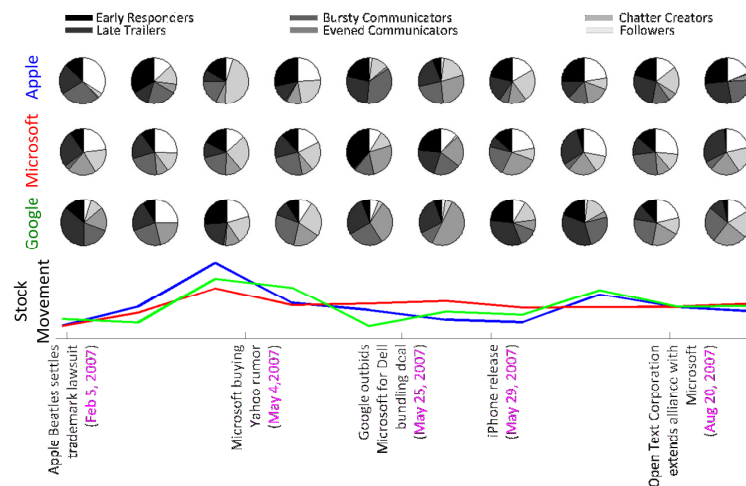 Early Responders
Bursty Communicators
Chatter Creators
Late Trailers
Evened Communicators
Followers
Apple
Microsoft
Google
Stock
Movement
Apple Beatles settles
trademark lawsuit
(Feb 5, 2007)
Microsoft buying
Yahoo rumor
(May 4,2007)
Google outbids
Microsoft for Dell
bundling deal
(May 25, 2007)
iPhone release
(May 29, 2007)
Open Text Corporation
extends alliance with
Microsoft
(Aug 20, 2007)